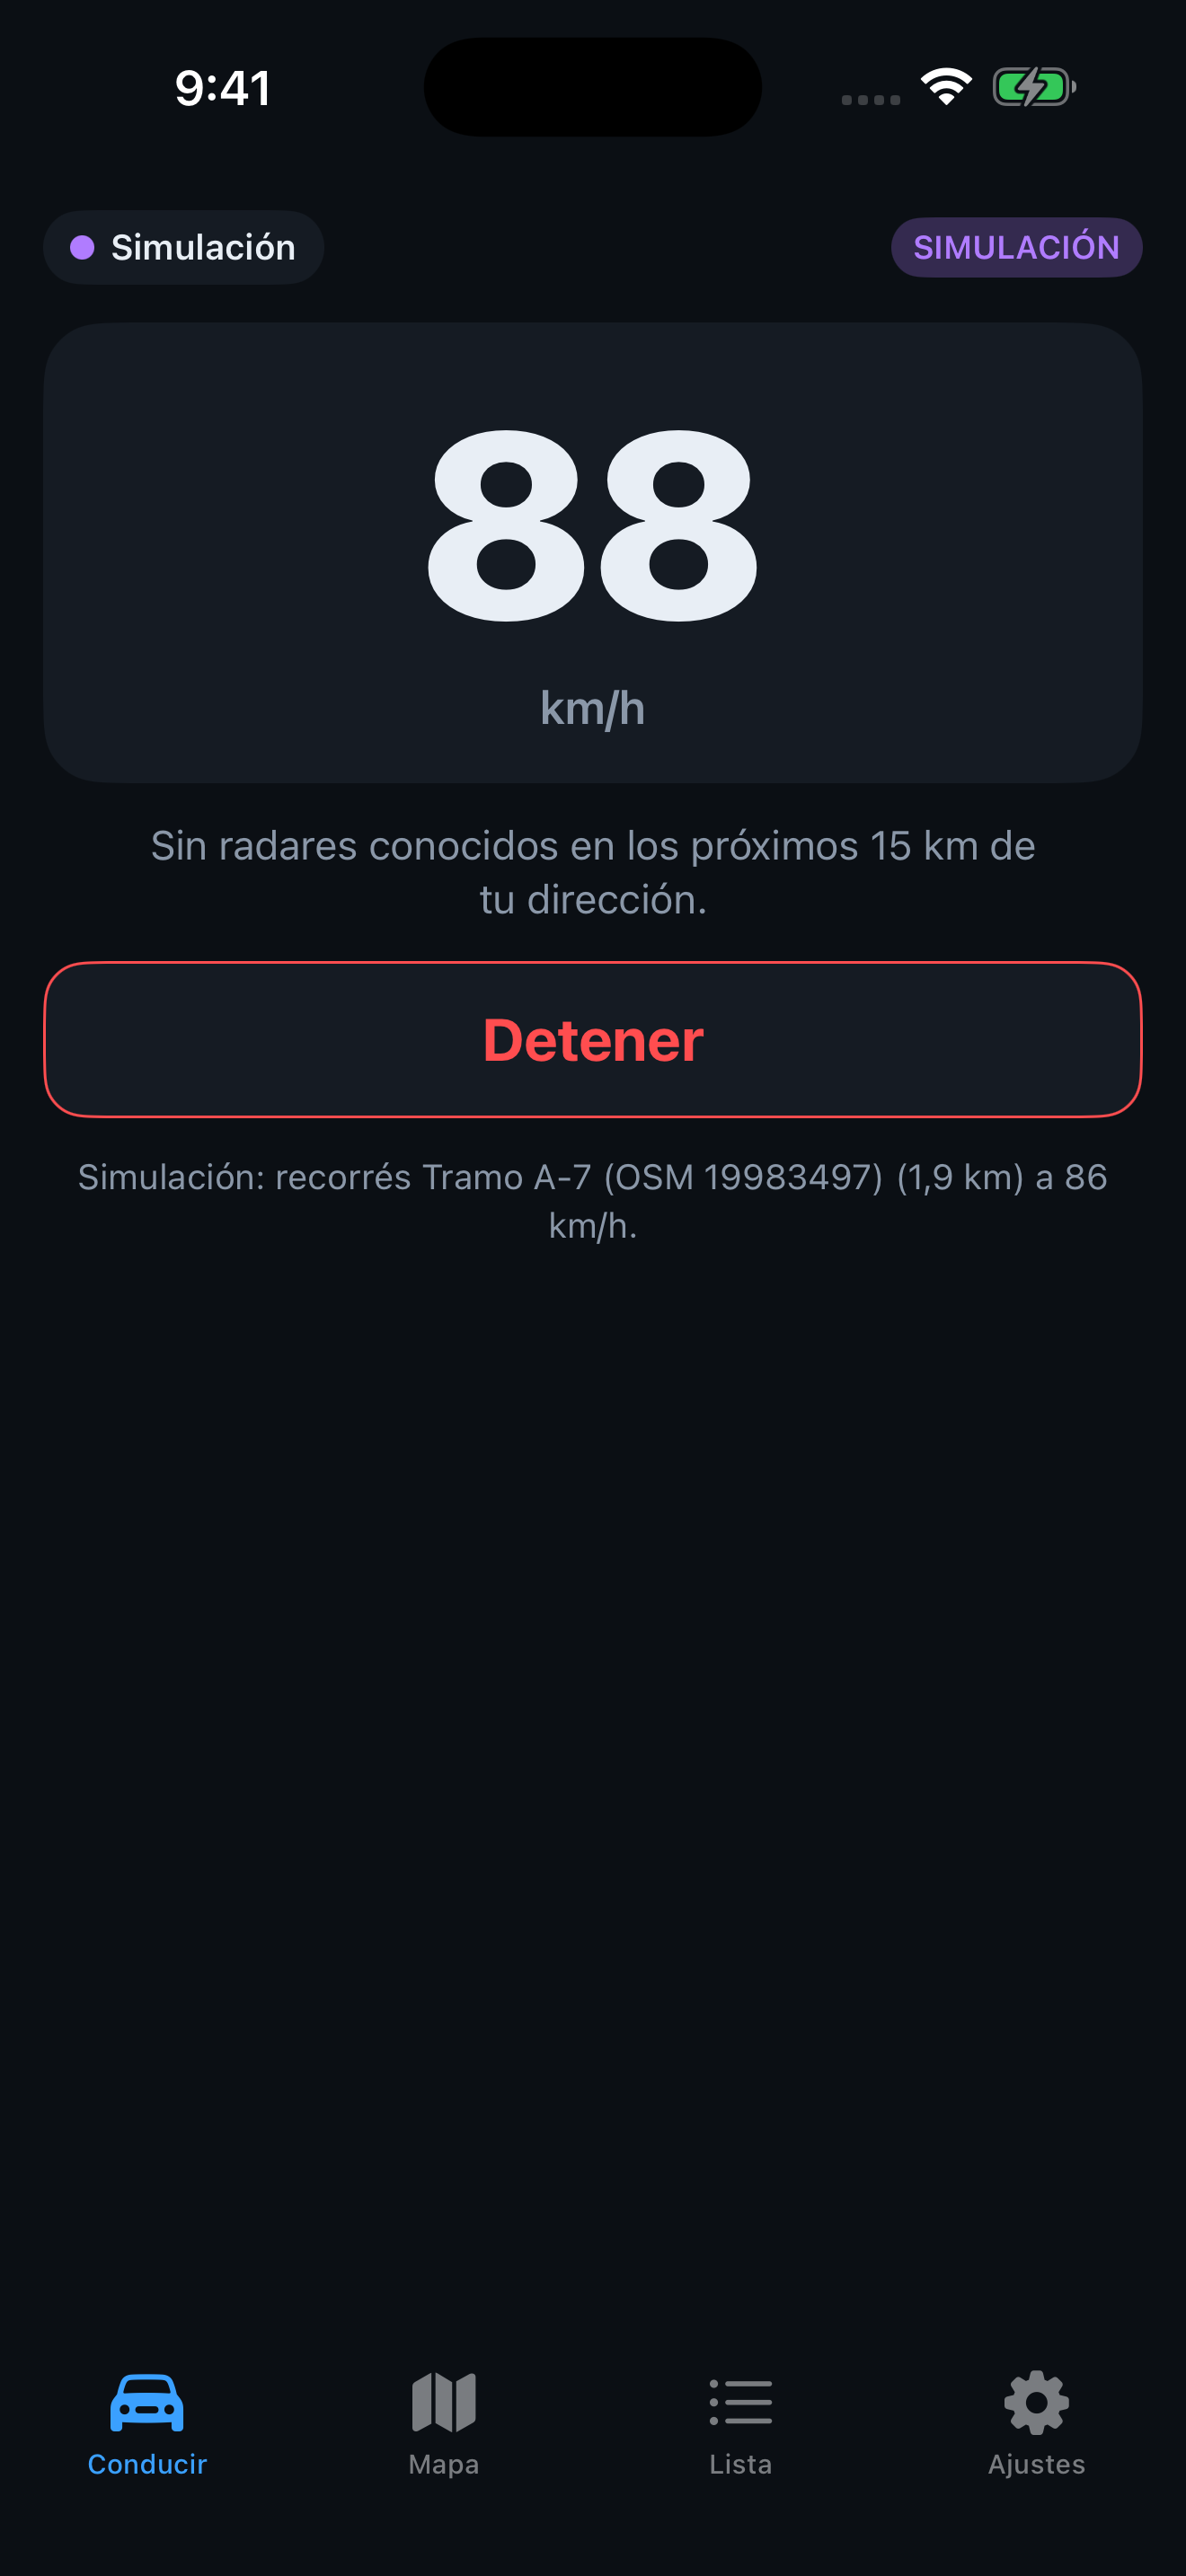 9:41
Simulación
SIMULACIÓN
88
km/h
Sin radares conocidos en los próximos 15 km de
tu dirección.
Detener
Simulación: recorrés Tramo A-7 (OSM 19983497) (1,9 km) a 86
km/h.
Conducir
Mapa
Lista
Ajustes